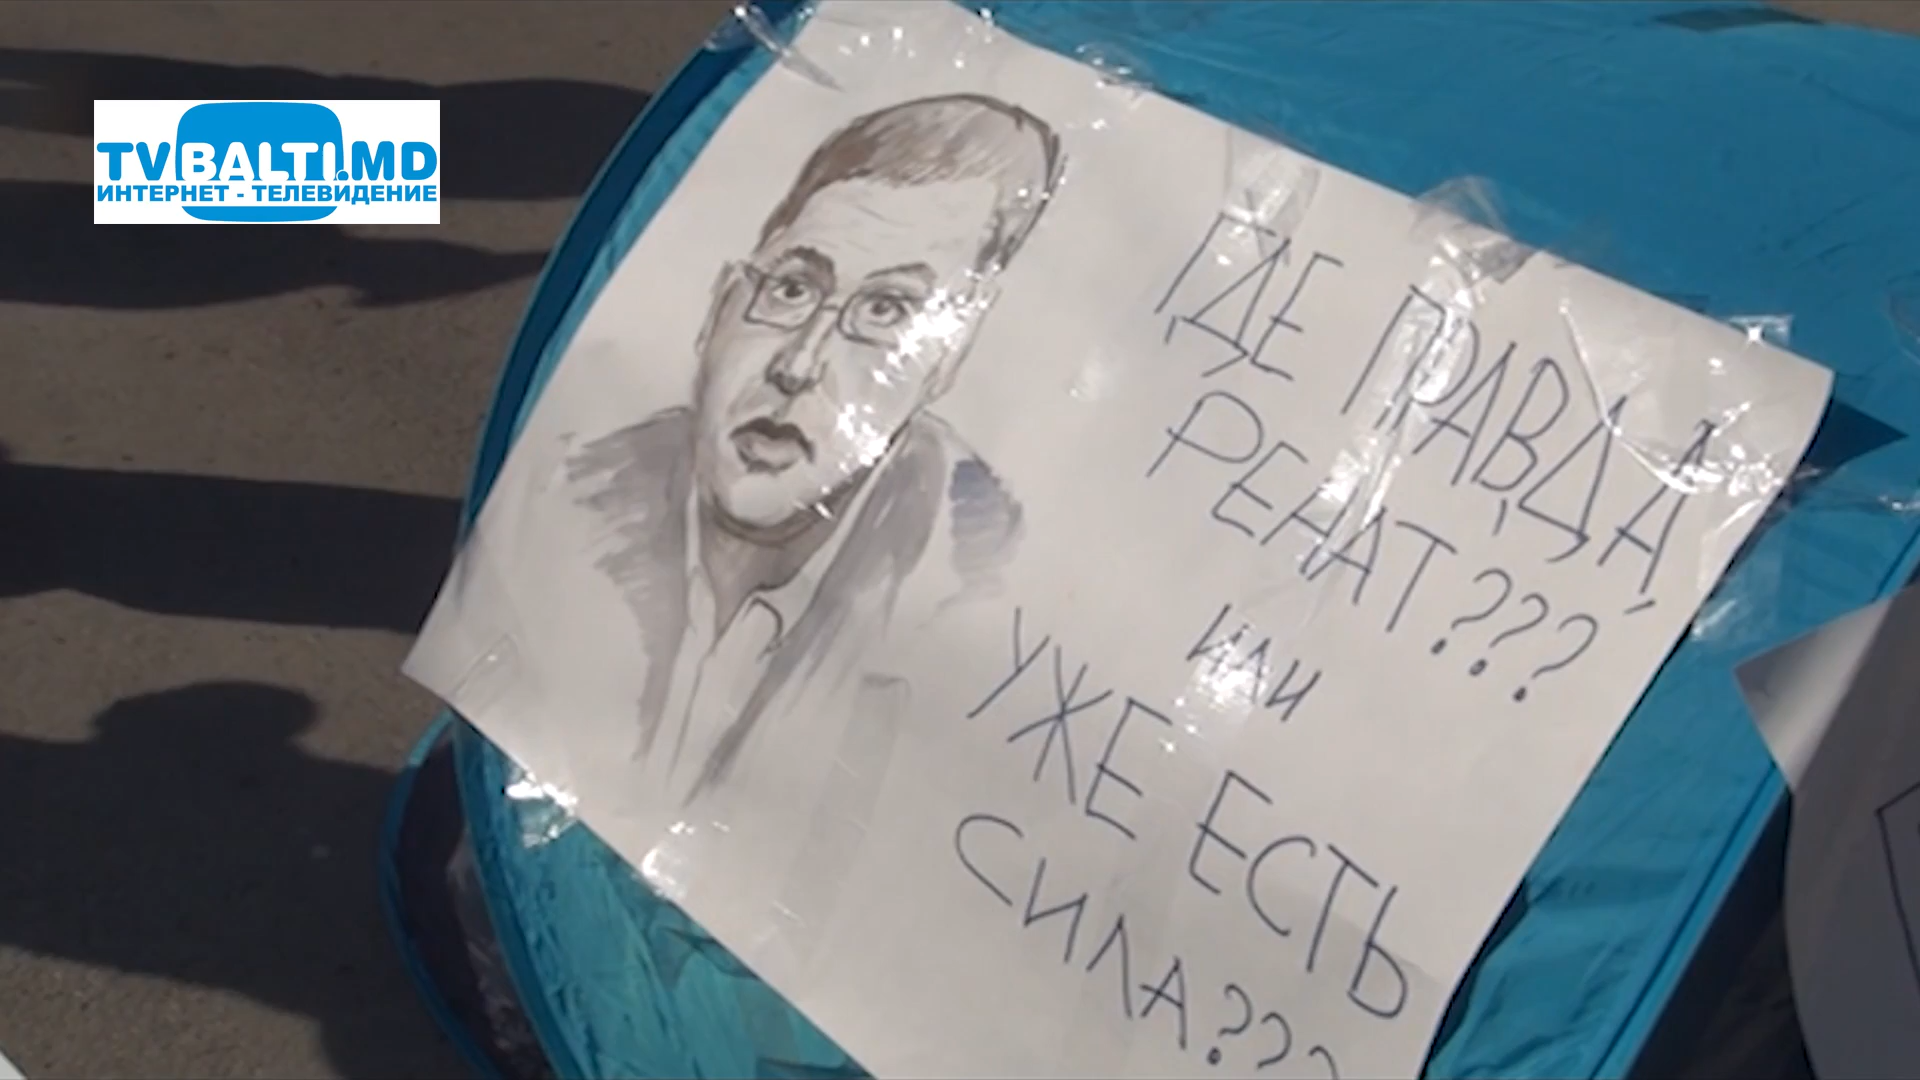 TVBALTI.MD
ИНТЕРНЕТ - ТЕЛЕВИДЕНИЕ
ГДЕ ПРАВДА,
РЕНАТ???
ИЛИ
УЖЕ ЕСТЬ
СИЛА???